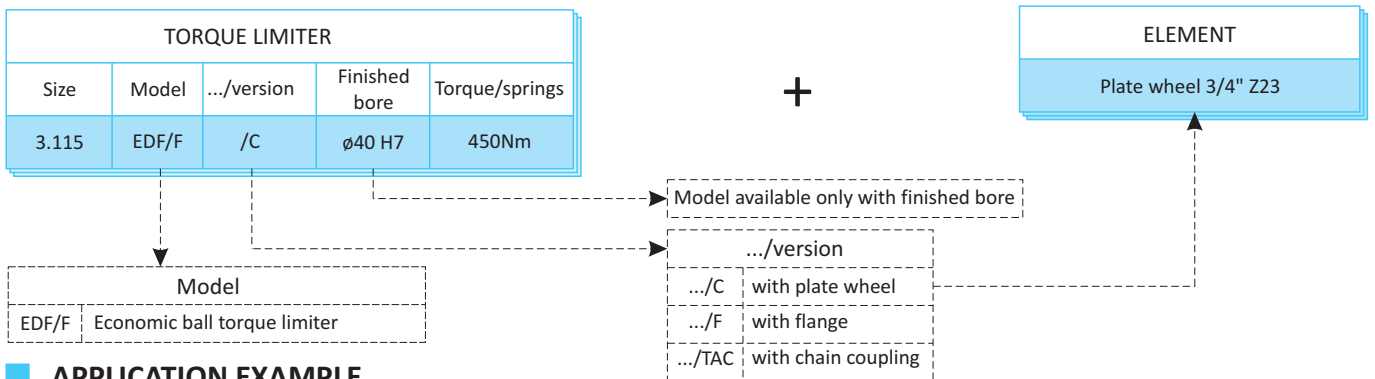 TORQUE LIMITER
Size Model .../version Finished bore Torque/springs
3.115 EDF/F /C ø40 H7 450Nm
+
ELEMENT
Plate wheel 3/4" Z23
Model available only with finished bore
Model
EDF/F Economic ball torque limiter
.../version
.../C with plate wheel
.../F with flange
.../TAC with chain coupling
APPLICATION EXAMPLE